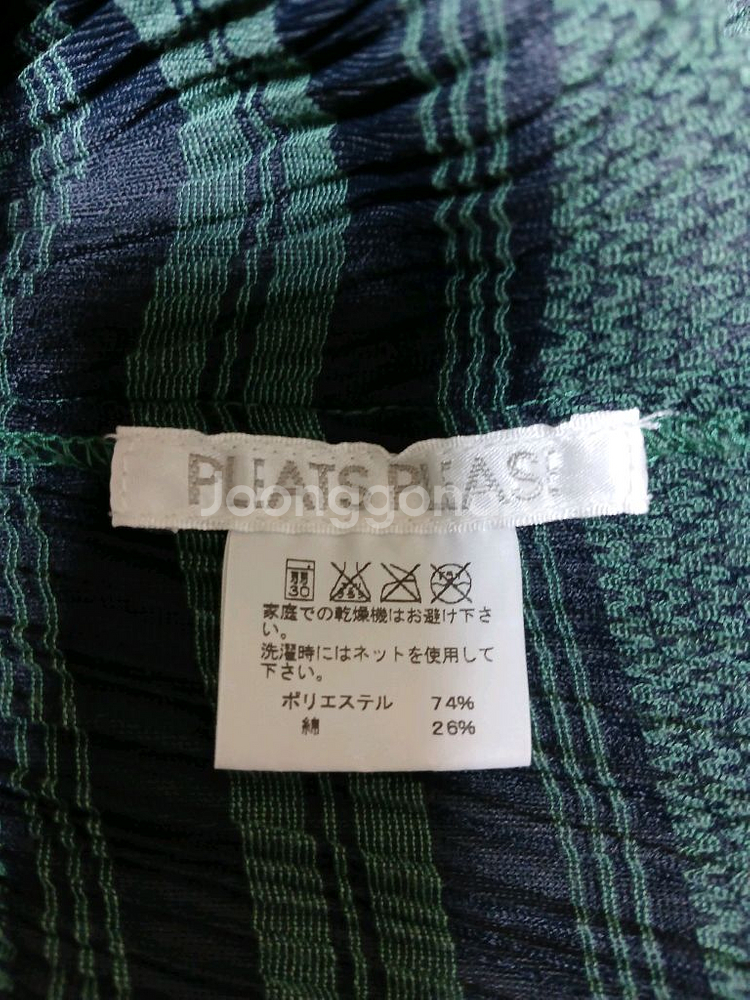 PLEATS PLEASE
Joonggona
弱
30
家庭での乾燥機はお避け下さ
い。
洗濯時にはネットを使用して
下さい。
ポリエステル 74%
綿 26%